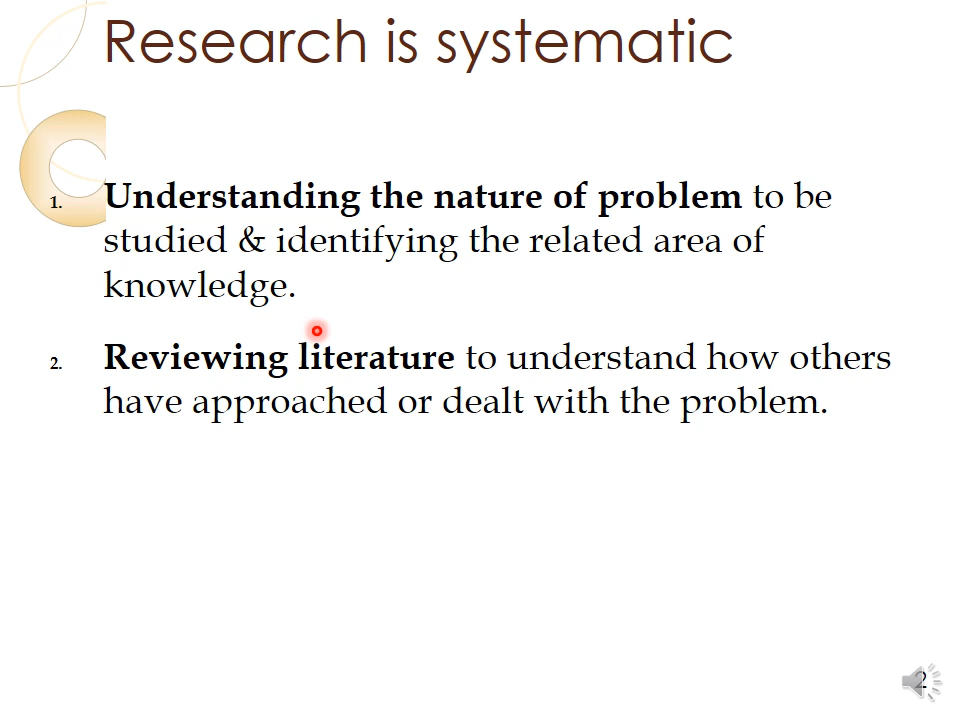 Research is systematic
1. Understanding the nature of problem to be
studied & identifying the related area of
knowledge.
2. Reviewing literature to understand how others
have approached or dealt with the problem.
2